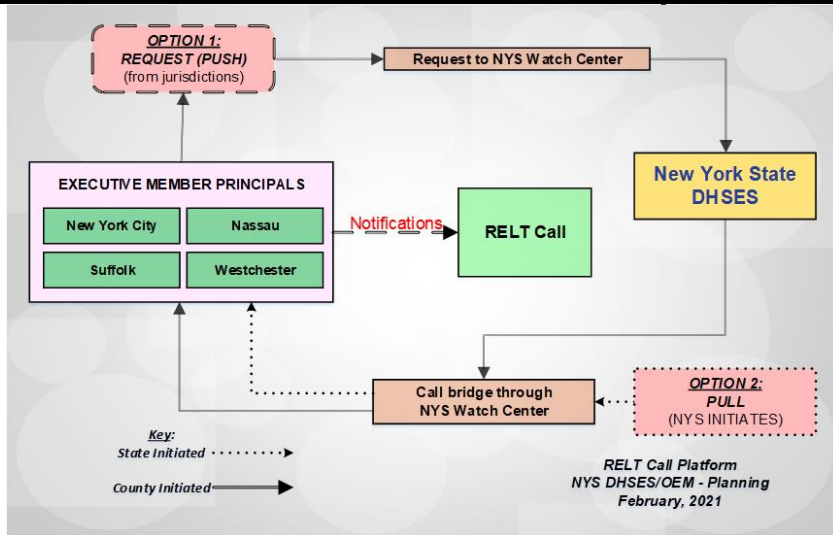 OPTION 1:
REQUEST (PUSH)
(from jurisdictions)
Request to NYS Watch Center
New York State
DHSES
EXECUTIVE MEMBER PRINCIPALS
New York City
Nassau
Suffolk
Westchester
Notifications
RELT Call
Call bridge through
NYS Watch Center
OPTION 2:
PULL
(NYS INITIATES)
Key:
State Initiated
County Initiated
RELT Call Platform
NYS DHSES/OEM - Planning
February, 2021